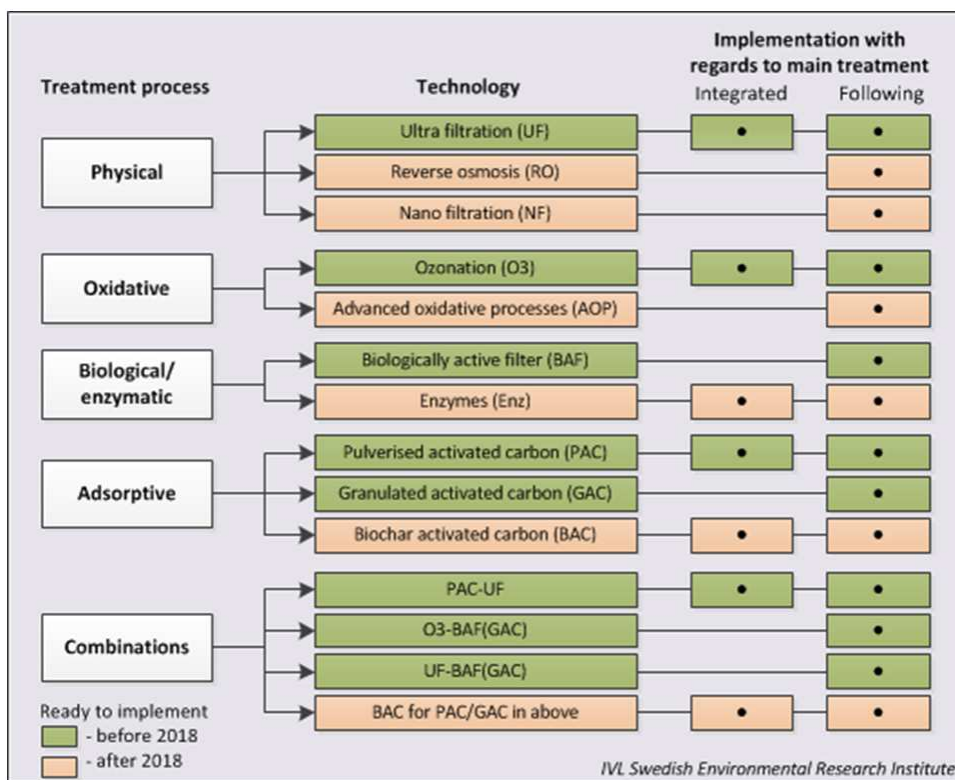 Implementation with
regards to main treatment
Treatment process
Technology
Integrated
Following
Physical
Ultra filtration (UF)
Reverse osmosis (RO)
Nano filtration (NF)
Oxidative
Ozonation (O3)
Advanced oxidative processes (AOP)
Biological/
enzymatic
Biologically active filter (BAF)
Enzymes (Enz)
Adsorptive
Pulverised activated carbon (PAC)
Granulated activated carbon (GAC)
Biochar activated carbon (BAC)
Combinations
PAC-UF
O3-BAF(GAC)
UF-BAF(GAC)
BAC for PAC/GAC in above
Ready to implement
- before 2018
- after 2018
IVL Swedish Environmental Research Institute